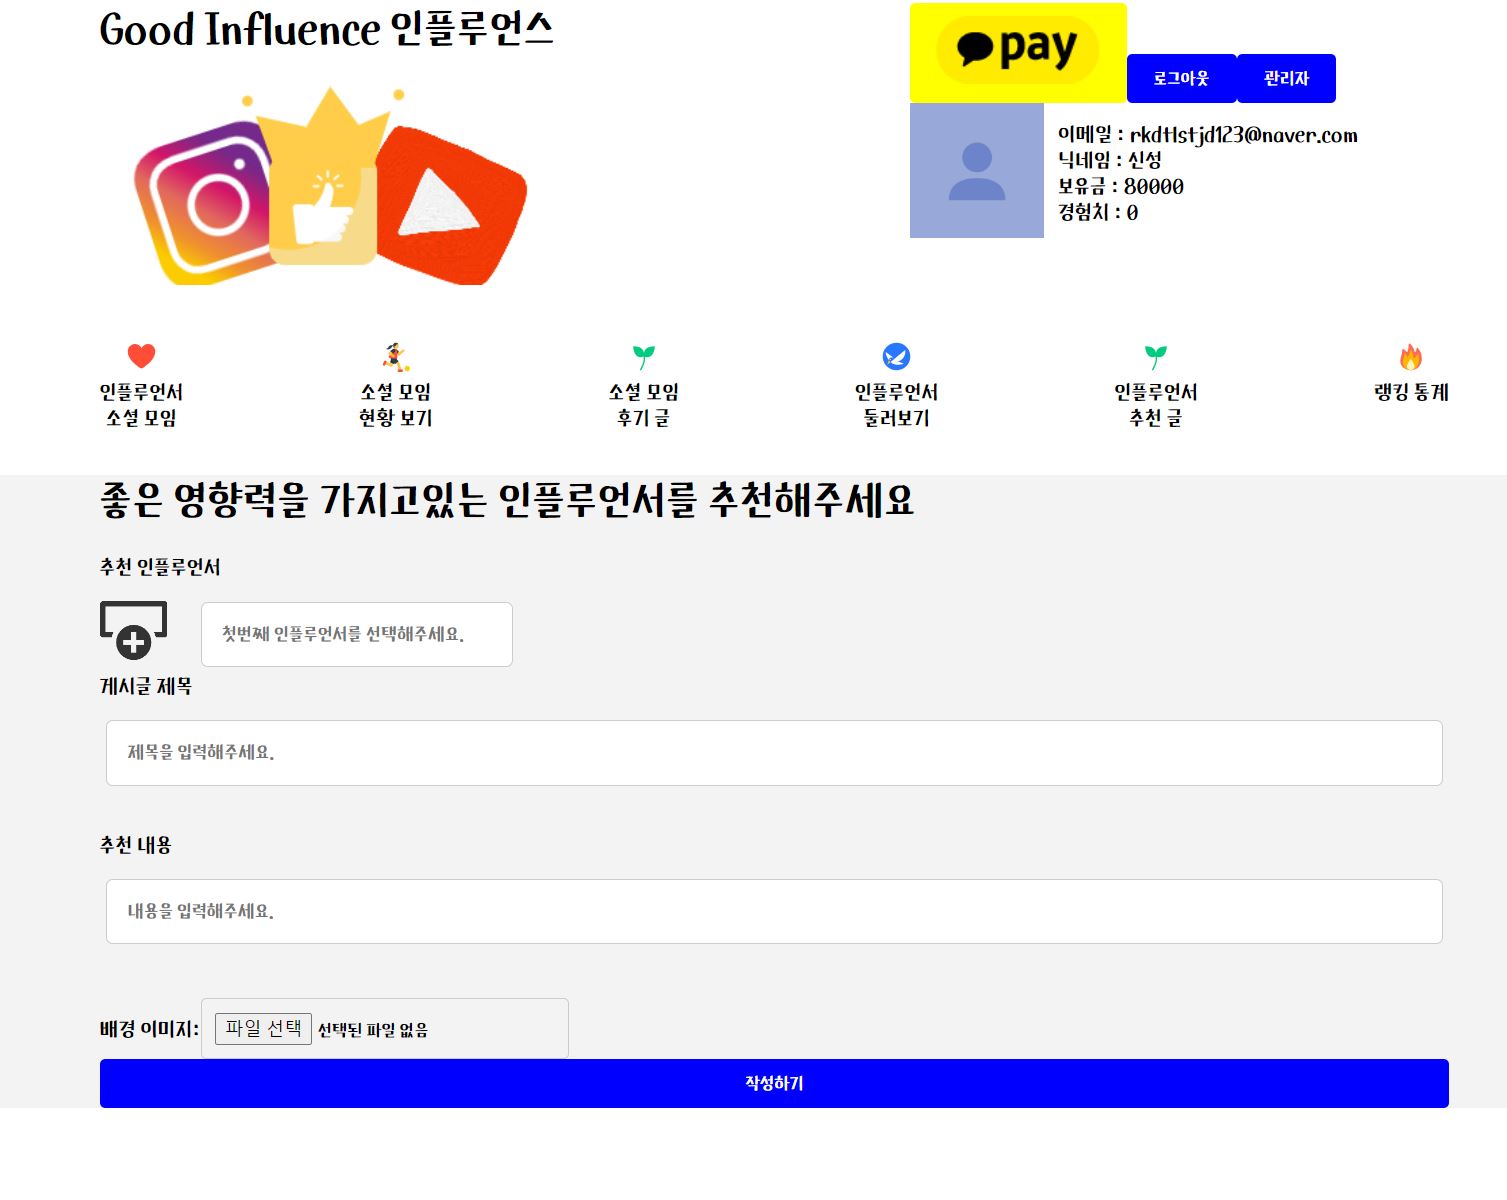 Good Influence 인플루언스
pay
로그아웃 관리자
이메일 : rkdtlstjd123@naver.com
닉네임 : 신성
보유금 : 80000
경험치 : 0
인플루언서
소셜 모임
소셜 모임
현황 보기
소셜 모임
후기 글
인플루언서
둘러보기
인플루언서
추천 글
랭킹 통계
좋은 영향력을 가지고있는 인플루언서를 추천해주세요
추천 인플루언서
첫번째 인플루언서를 선택해주세요.
게시글 제목
제목을 입력해주세요.
추천 내용
내용을 입력해주세요.
배경 이미지: 파일 선택 선택된 파일 없음
작성하기